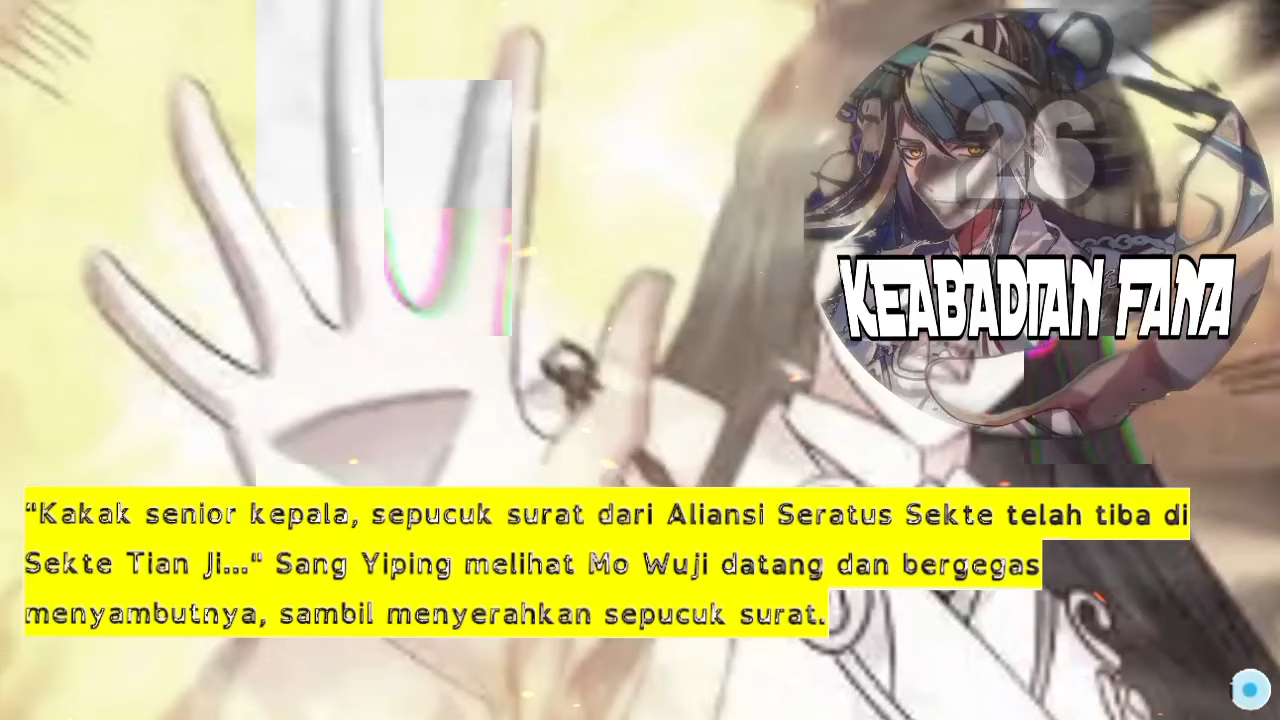 26
KEABADIAN FANA
"Kakak senior kepala, sepucuk surat dari Aliansi Seratus Sekte telah tiba di
Sekte Tian Ji..." Sang Yiping melihat Mo Wuji datang dan bergegas
menyambutnya, sambil menyerahkan sepucuk surat.